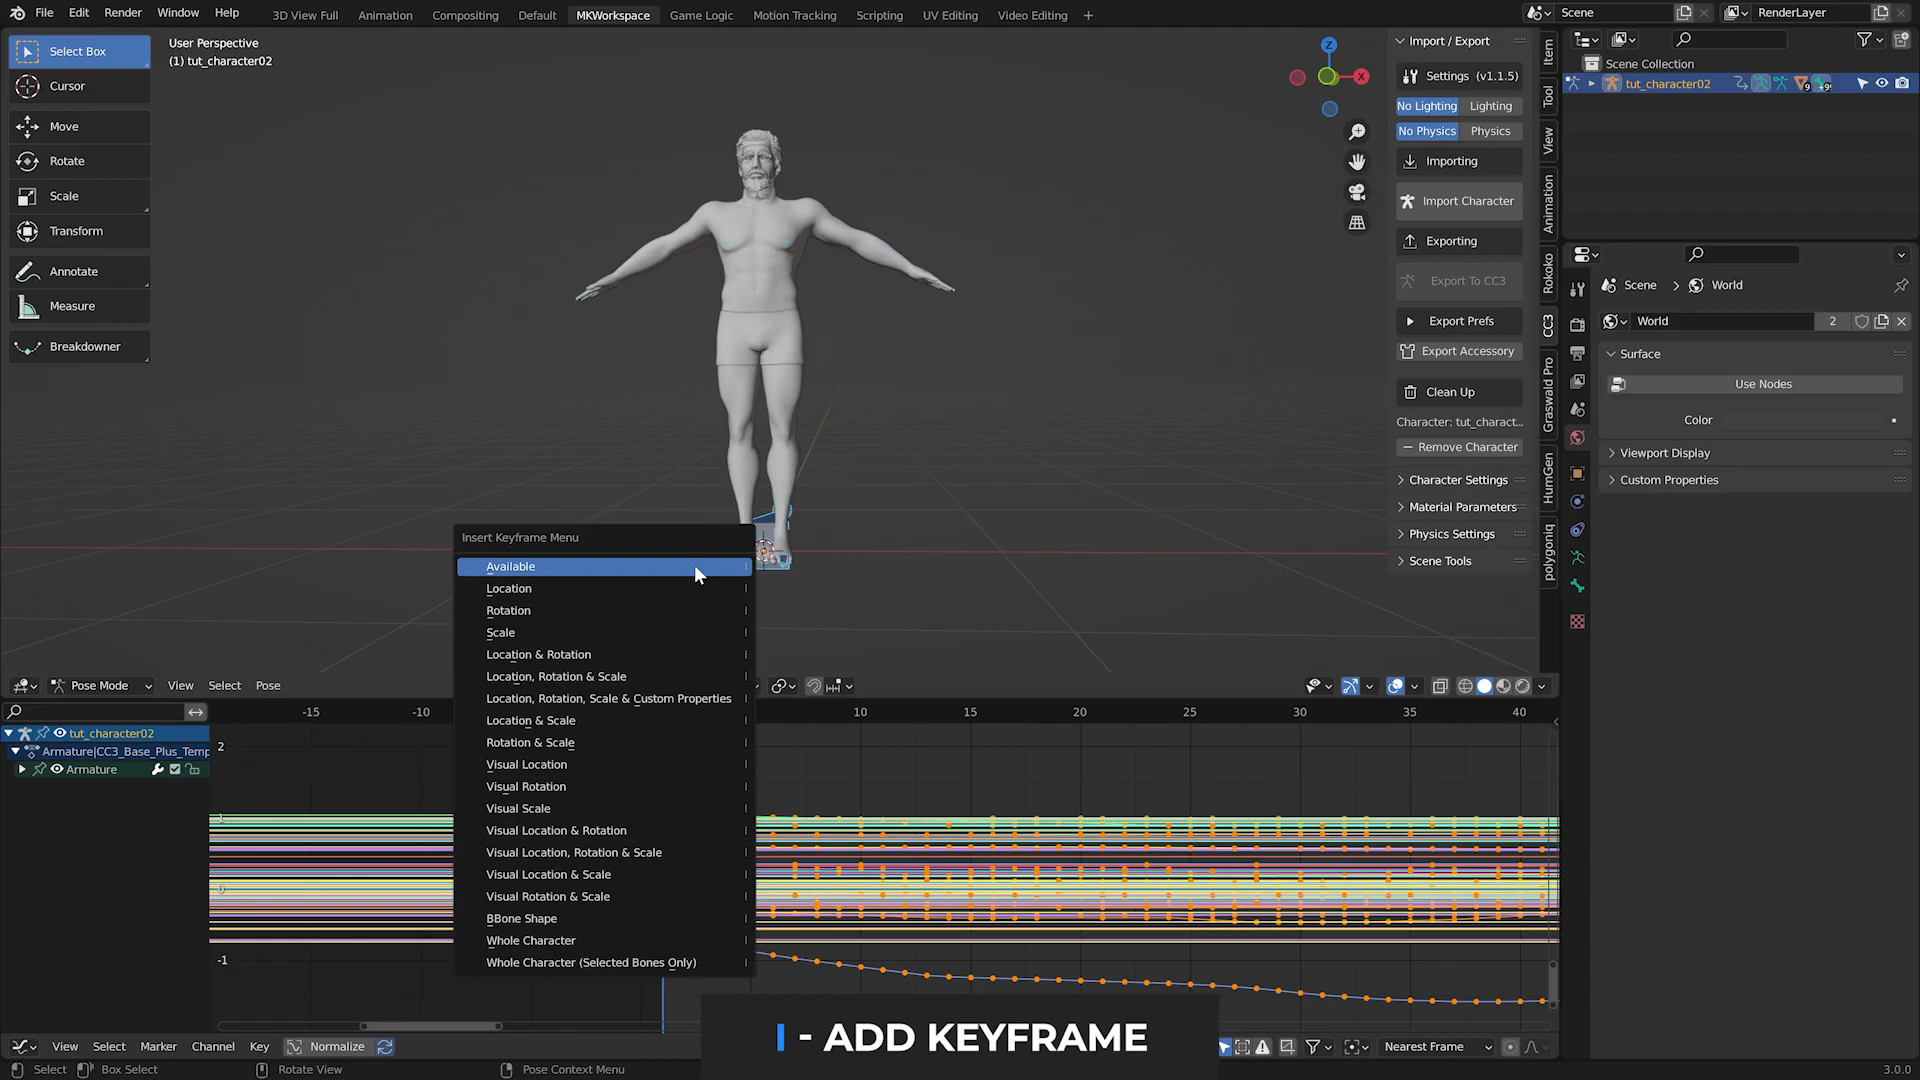 File Edit Render Window Help 3D View Full Animation Compositing Default MKWorkspace Game Logic Motion Tracking Scripting UV Editing Video Editing + Scene RenderLayer
Select Box
Cursor
Move
Rotate
Scale
Transform
Annotate
Measure
Breakdowner
User Perspective
(1) tut_character02
Z
X
Import / Export
Settings (v1.1.5)
No Lighting Lighting
No Physics Physics
Importing
Import Character
Exporting
Export To CC3
Export Prefs
Export Accessory
Clean Up
Character: tut_charact...
Remove Character
Character Settings
Material Parameters
Physics Settings
Scene Tools
Item
Tool
View
Animation
Rokoko
CC3
Graswald Pro
HumGen
polygoniq
Scene Collection
tut_character02
Scene > World
World 2
Surface
Use Nodes
Color
Viewport Display
Custom Properties
Insert Keyframe Menu
Available I
Location I
Rotation I
Scale I
Location & Rotation I
Location, Rotation & Scale I
Location, Rotation, Scale & Custom Properties I
Location & Scale I
Rotation & Scale I
Visual Location I
Visual Rotation I
Visual Scale I
Visual Location & Rotation I
Visual Location, Rotation & Scale I
Visual Location & Scale I
Visual Rotation & Scale I
BBone Shape I
Whole Character I
Whole Character (Selected Bones Only) I
Pose Mode View Select Pose
-15 -10 10 15 20 25 30 35 40
tut_character02
Armature|CC3_Base_Plus_Temp
Armature
2
1
0
-1
I - ADD KEYFRAME
View Select Marker Channel Key Normalize Nearest Frame
Select Box Select Rotate View Pose Context Menu 3.0.0